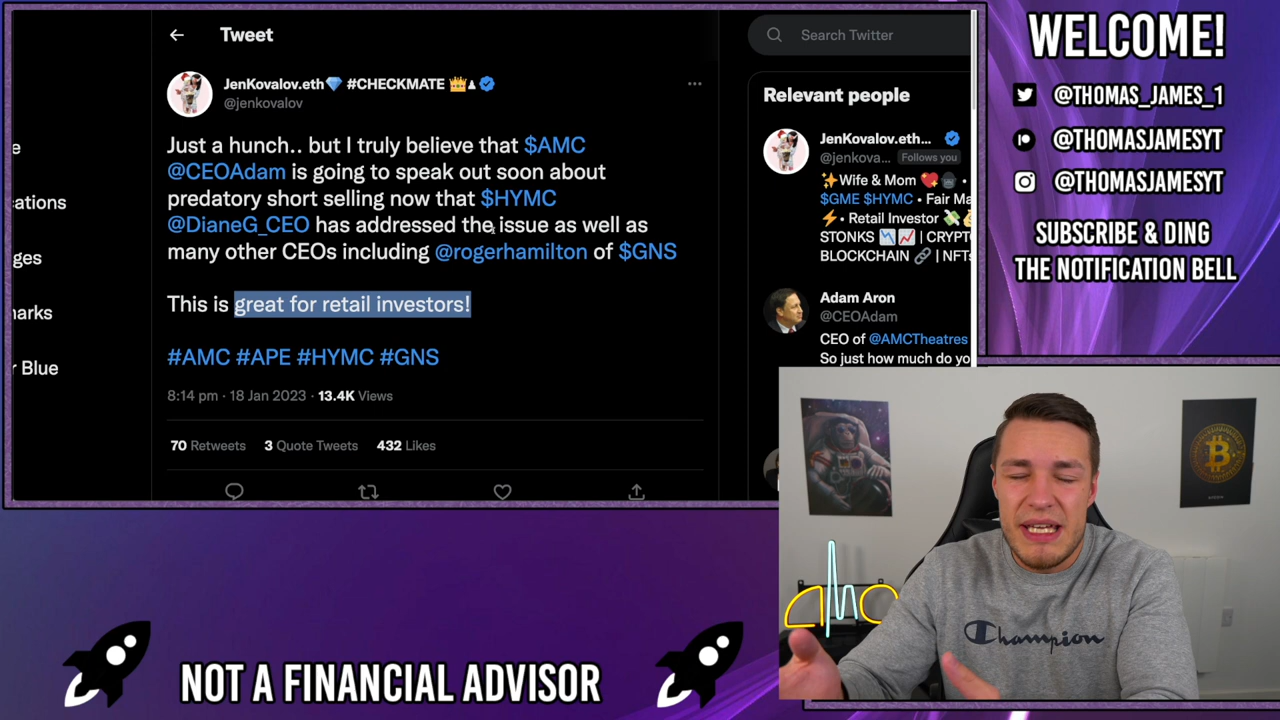 Tweet
Search Twitter
JenKovalov.eth💎 #CHECKMATE 👑♟
@jenkovalov
Just a hunch.. but I truly believe that $AMC
@CEOAdam is going to speak out soon about
predatory short selling now that $HYMC
@DianeG_CEO has addressed the issue as well as
many other CEOs including @rogerhamilton of $GNS
This is great for retail investors!
#AMC #APE #HYMC #GNS
8:14 pm · 18 Jan 2023 · 13.4K Views
70 Retweets 3 Quote Tweets 432 Likes
e
ations
ges
narks
r Blue
Relevant people
JenKovalov.eth...
@jenkova... Follows you
✨Wife & Mom 💖🦍 •
$GME $HYMC • Fair Ma
⚡• Retail Investor 💸
STONKS 📉📈 | CRYPT
BLOCKCHAIN 🔗 | NFT
Adam Aron
@CEOAdam
CEO of @AMCTheatres
So just how much do yo
WELCOME!
@THOMAS_JAMES_1
@THOMASJAMESYT
@THOMASJAMESYT
SUBSCRIBE & DING
THE NOTIFICATION BELL
amc
Champion
NOT A FINANCIAL ADVISOR